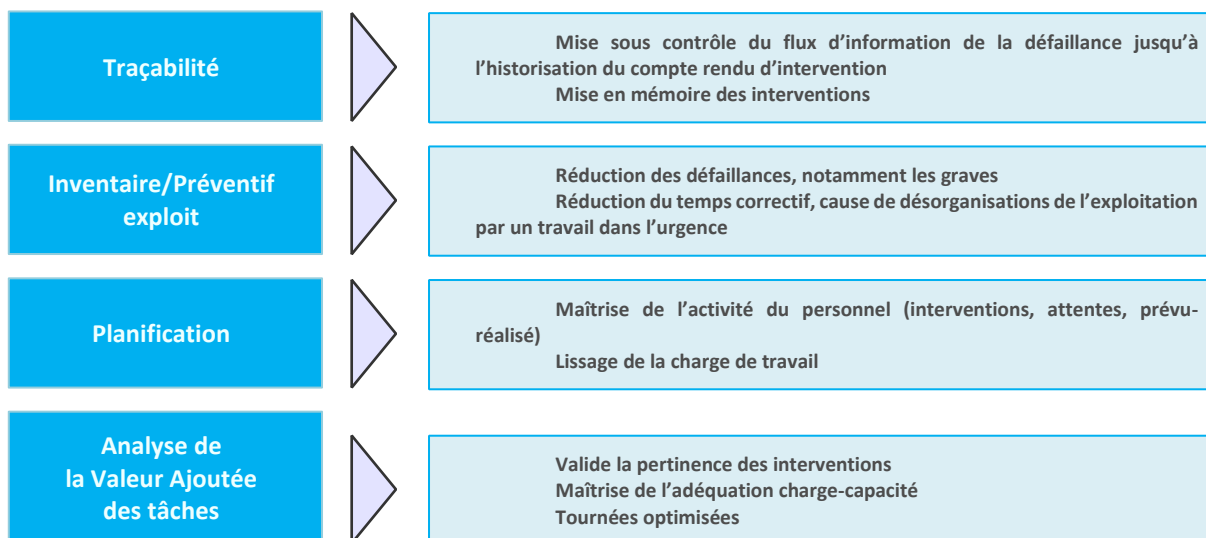 Traçabilité
Mise sous contrôle du flux d’information de la défaillance jusqu’à
l’historisation du compte rendu d’intervention
Mise en mémoire des interventions
Inventaire/Préventif
exploit
Réduction des défaillances, notamment les graves
Réduction du temps correctif, cause de désorganisations de l’exploitation
par un travail dans l’urgence
Planification
Maîtrise de l’activité du personnel (interventions, attentes, prévu-
réalisé)
Lissage de la charge de travail
Analyse de
la Valeur Ajoutée
des tâches
Valide la pertinence des interventions
Maîtrise de l’adéquation charge-capacité
Tournées optimisées